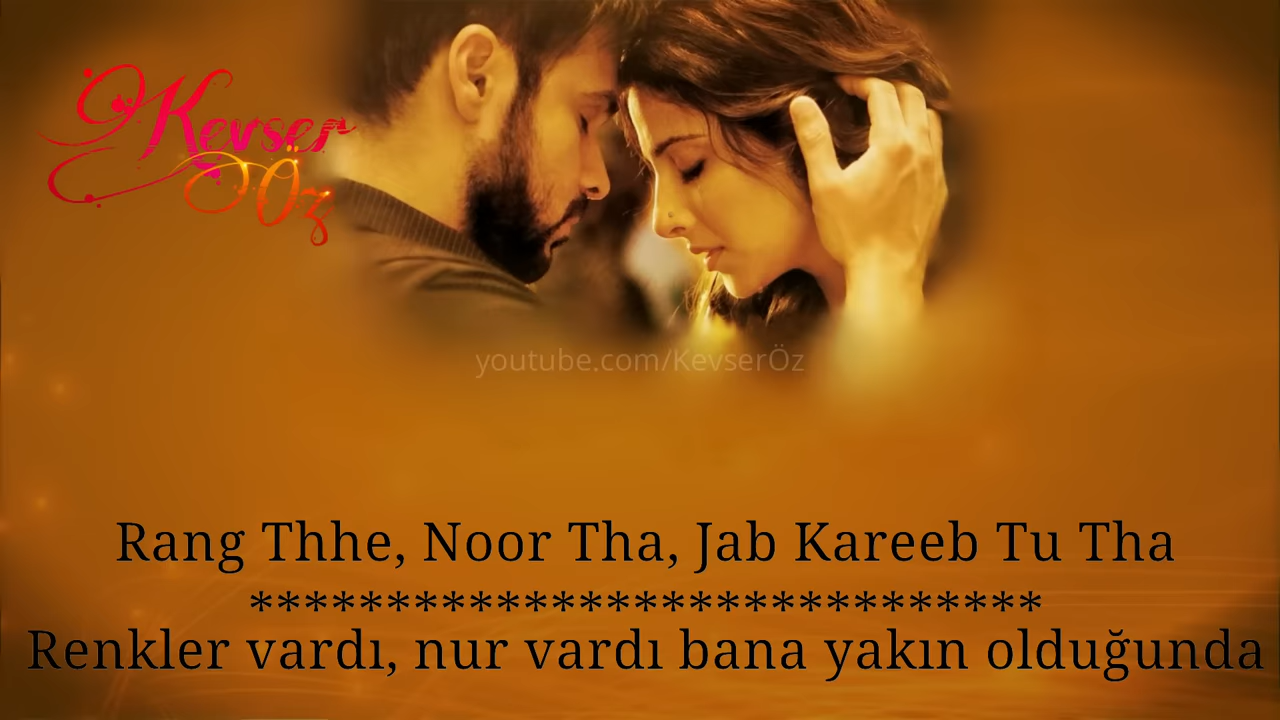 Kevser
Öz
youtube.com/KevserÖz
Rang Thhe, Noor Tha, Jab Kareeb Tu Tha
*****************************
Renkler vardı, nur vardı bana yakın olduğunda